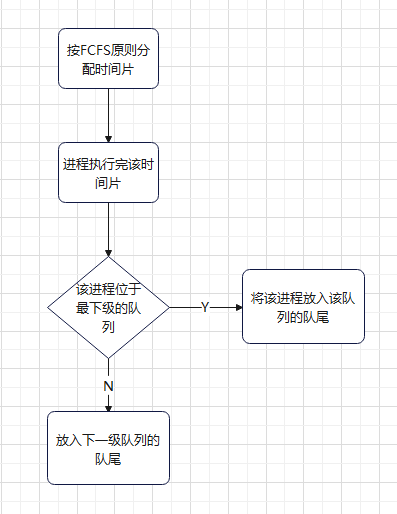 按FCFS原则分
配时间片
进程执行完该时
间片
该进程位于
最下级的队
列
Y
将该进程放入该队
列的队尾
N
放入下一级队列的
队尾